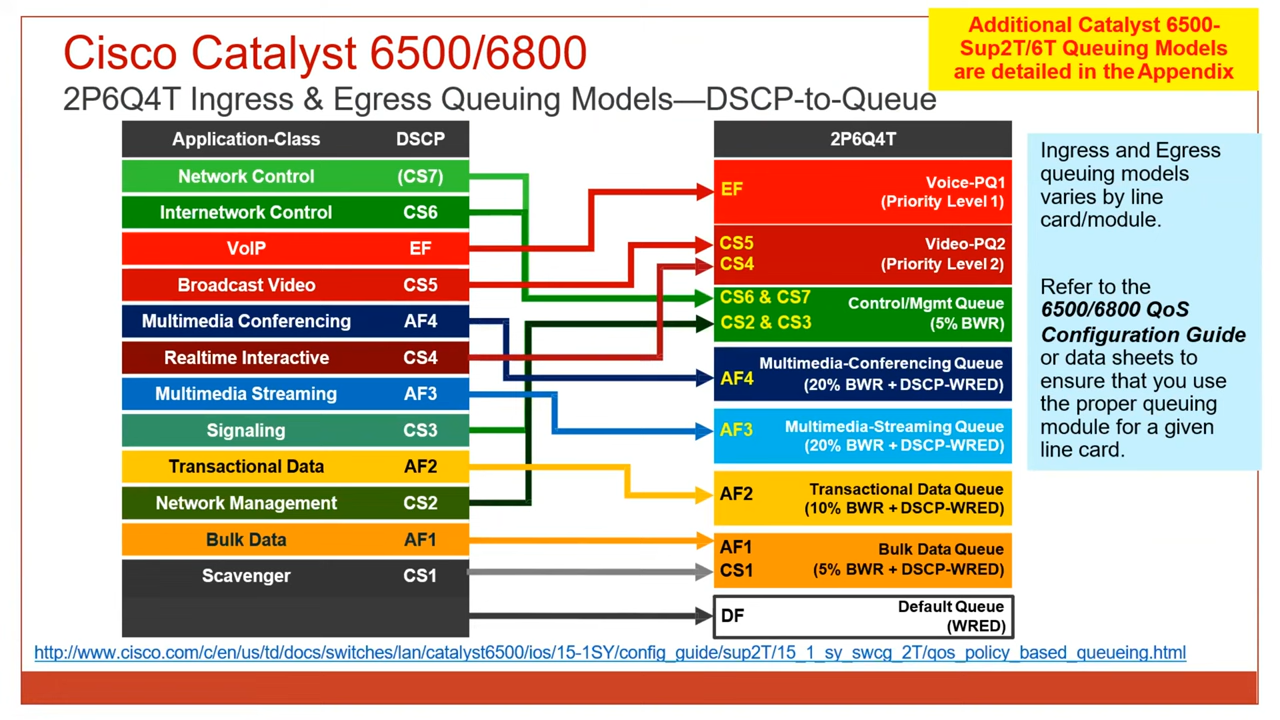 Additional Catalyst 6500-
Sup2T/6T Queuing Models
are detailed in the Appendix
Cisco Catalyst 6500/6800
2P6Q4T Ingress & Egress Queuing Models—DSCP-to-Queue
Application-Class DSCP
Network Control (CS7)
Internetwork Control CS6
VoIP EF
Broadcast Video CS5
Multimedia Conferencing AF4
Realtime Interactive CS4
Multimedia Streaming AF3
Signaling CS3
Transactional Data AF2
Network Management CS2
Bulk Data AF1
Scavenger CS1
2P6Q4T
EF Voice-PQ1
(Priority Level 1)
CS5 Video-PQ2
CS4 (Priority Level 2)
CS6 & CS7 Control/Mgmt Queue
CS2 & CS3 (5% BWR)
Multimedia-Conferencing Queue
AF4 (20% BWR + DSCP-WRED)
AF3 Multimedia-Streaming Queue
(20% BWR + DSCP-WRED)
AF2 Transactional Data Queue
(10% BWR + DSCP-WRED)
AF1 Bulk Data Queue
CS1 (5% BWR + DSCP-WRED)
DF Default Queue
(WRED)
Ingress and Egress
queuing models
varies by line
card/module.
Refer to the
6500/6800 QoS
Configuration Guide
or data sheets to
ensure that you use
the proper queuing
module for a given
line card.
http://www.cisco.com/c/en/us/td/docs/switches/lan/catalyst6500/ios/15-1SY/config_guide/sup2T/15_1_sy_swcg_2T/qos_policy_based_queueing.html